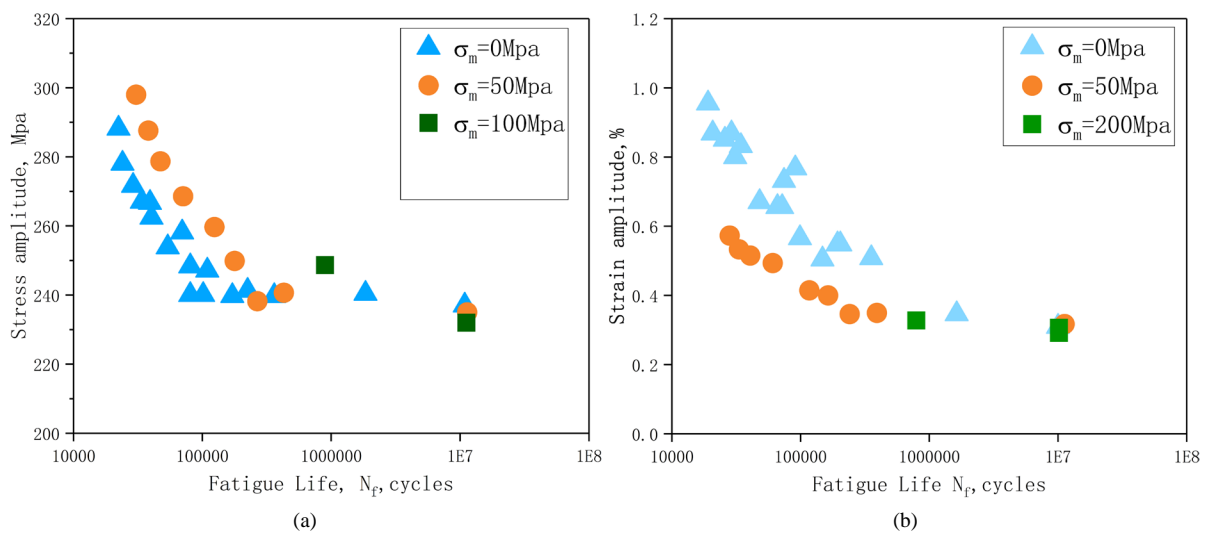 320
300
280
260
240
220
200
Stress amplitude, Mpa
σm=0Mpa
σm=50Mpa
σm=100Mpa
10000 100000 1000000 1E7 1E8
Fatigue Life, Nf,cycles
(a)
1.2
1.0
0.8
0.6
0.4
0.2
0.0
Strain amplitude,%
σm=0Mpa
σm=50Mpa
σm=200Mpa
10000 100000 1000000 1E7 1E8
Fatigue Life Nf,cycles
(b)